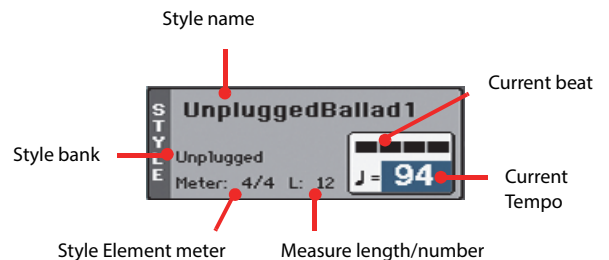 Style name
Current beat
STYLE
UnpluggedBallad1
Style bank
Unplugged
Meter: 4/4 L: 12
♩= 94
Current
Tempo
Style Element meter
Measure length/number